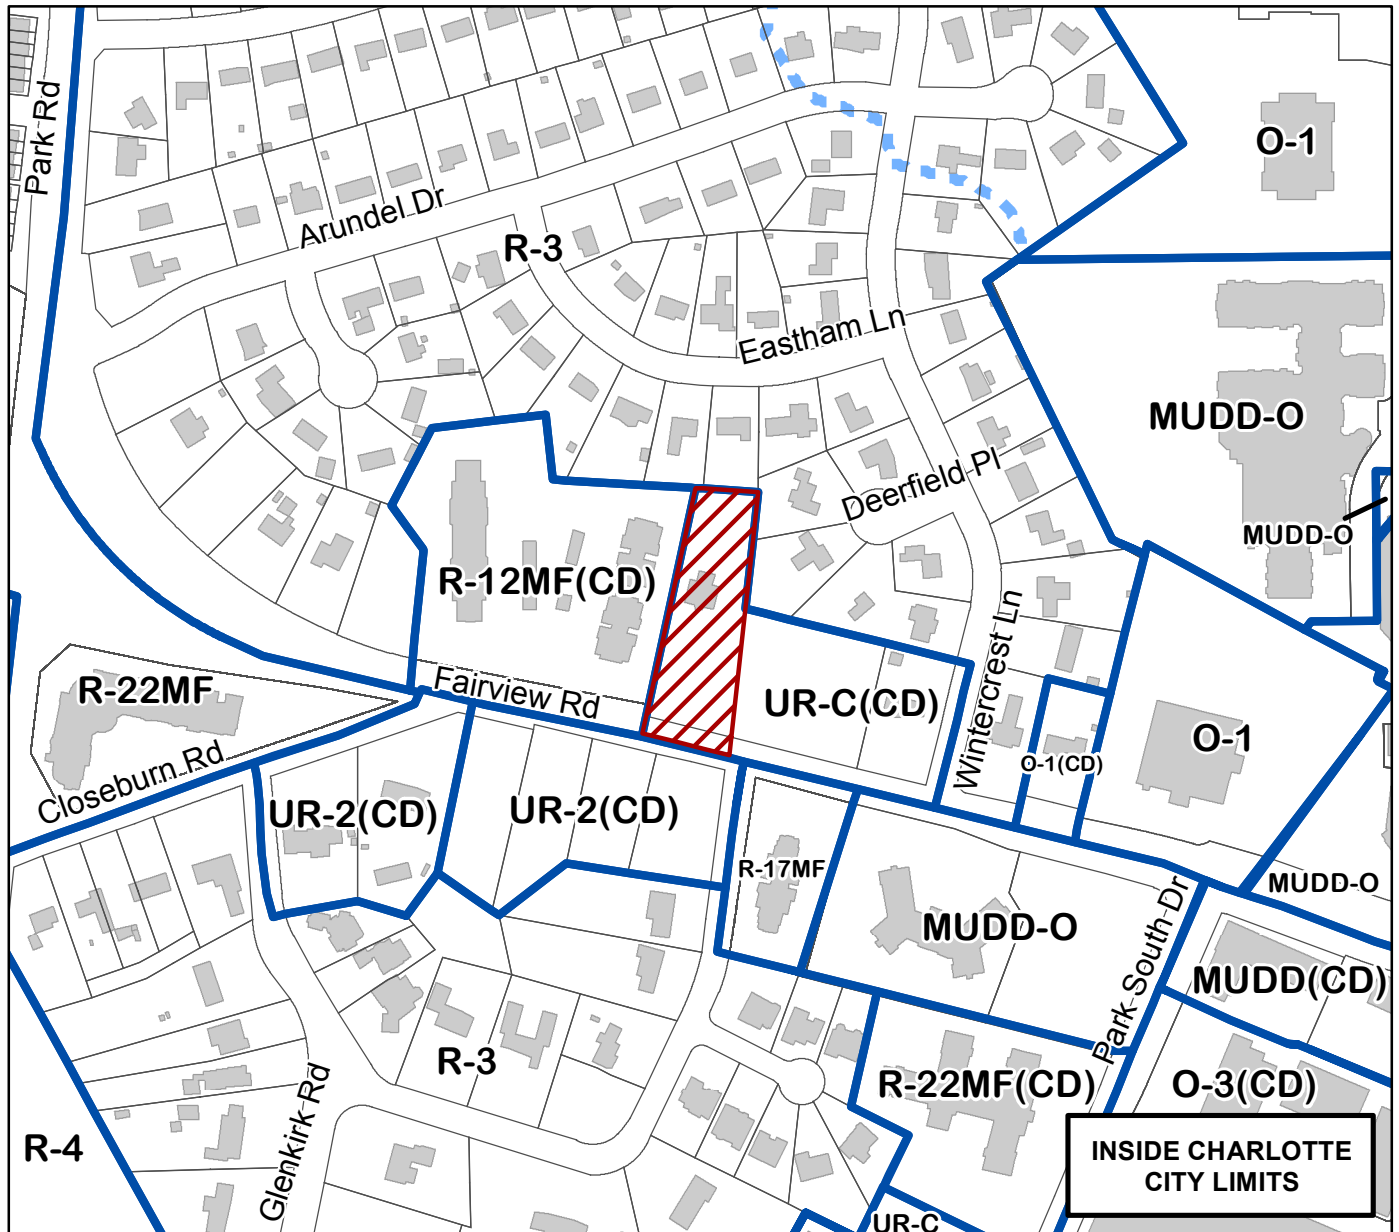 Park Rd
O-1
Arundel Dr
R-3
Eastham Ln
MUDD-O
Deerfield Pl
MUDD-O
R-12MF(CD)
Wintercrest Ln
R-22MF
Fairview Rd
UR-C(CD)
O-1
O-1(CD)
Closeburn Rd
UR-2(CD)
UR-2(CD)
R-17MF
MUDD-O
MUDD-O
Park South Dr
MUDD(CD)
R-3
R-22MF(CD)
O-3(CD)
Glenkirk Rd
R-4
INSIDE CHARLOTTE
CITY LIMITS
UR-C